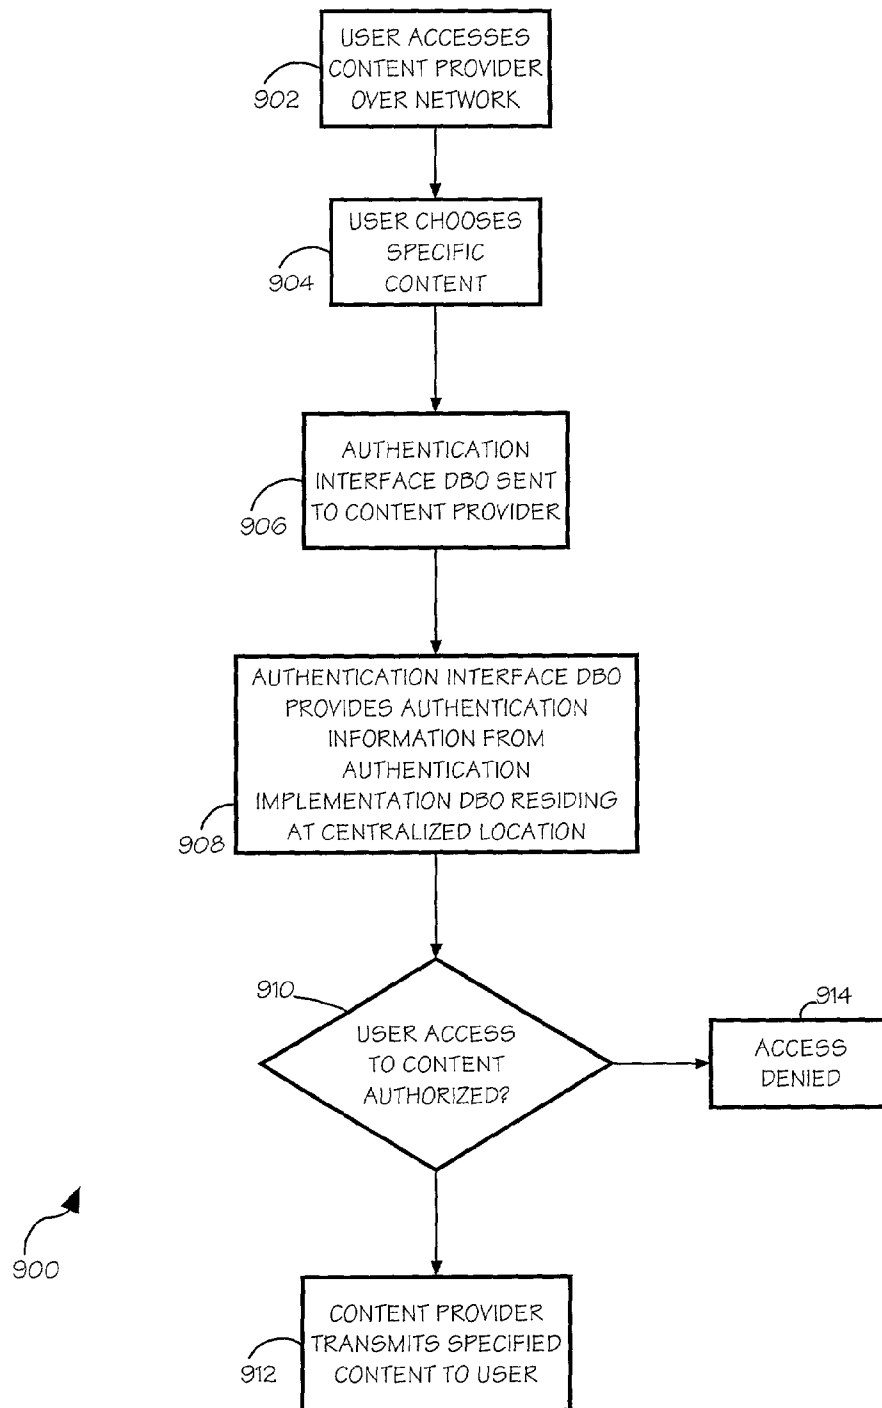 USER ACCESSES
CONTENT PROVIDER
OVER NETWORK
902
USER CHOOSES
SPECIFIC
CONTENT
904
AUTHENTICATION
INTERFACE DBO SENT
TO CONTENT PROVIDER
906
AUTHENTICATION INTERFACE DBO
PROVIDES AUTHENTICATION
INFORMATION FROM
AUTHENTICATION
IMPLEMENTATION DBO RESIDING
AT CENTRALIZED LOCATION
908
910
USER ACCESS
TO CONTENT
AUTHORIZED?
914
ACCESS
DENIED
900
CONTENT PROVIDER
TRANSMITS SPECIFIED
CONTENT TO USER
912